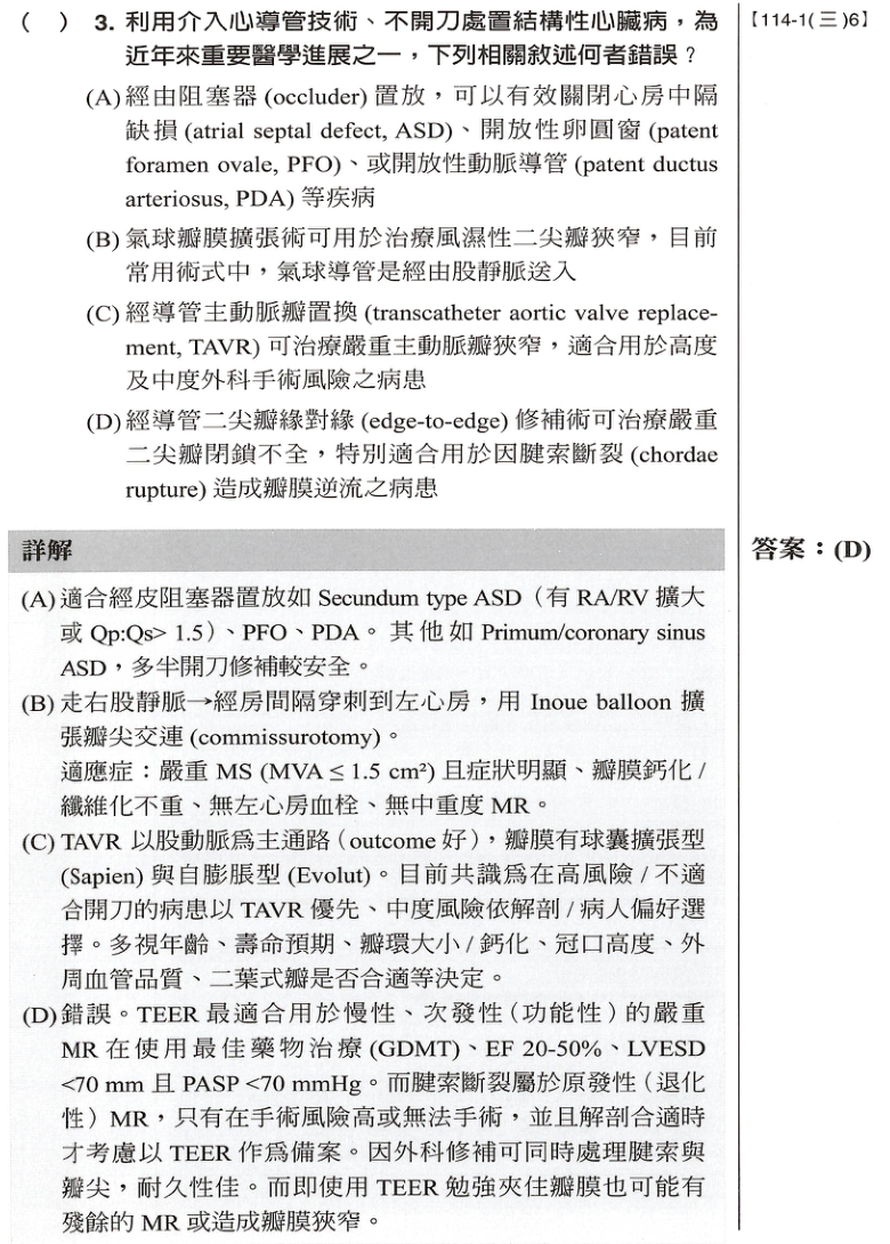 ( ) 3. 利用介入心導管技術、不開刀處置結構性心臟病，為
近年來重要醫學進展之一，下列相關敘述何者錯誤？
【114-1(三)6】
(A) 經由阻塞器 (occluder) 置放，可以有效關閉心房中隔
缺損 (atrial septal defect, ASD)、開放性卵圓窗 (patent
foramen ovale, PFO)、或開放性動脈導管 (patent ductus
arteriosus, PDA) 等疾病
(B) 氣球瓣膜擴張術可用於治療風濕性二尖瓣狹窄，目前
常用術式中，氣球導管是經由股靜脈送入
(C) 經導管主動脈瓣置換 (transcatheter aortic valve replace-
ment, TAVR) 可治療嚴重主動脈瓣狹窄，適合用於高度
及中度外科手術風險之病患
(D) 經導管二尖瓣緣對緣 (edge-to-edge) 修補術可治療嚴重
二尖瓣閉鎖不全，特別適合用於因腱索斷裂 (chordae
rupture) 造成瓣膜逆流之病患
詳解
答案：(D)
(A) 適合經皮阻塞器置放如 Secundum type ASD（有 RA/RV 擴大
或 Qp:Qs> 1.5）、PFO、PDA。其他如 Primum/coronary sinus
ASD，多半開刀修補較安全。
(B) 走右股靜脈→經房間隔穿刺到左心房，用 Inoue balloon 擴
張瓣尖交連 (commissurotomy)。
適應症：嚴重 MS (MVA ≤ 1.5 cm²) 且症狀明顯、瓣膜鈣化 /
纖維化不重、無左心房血栓、無中重度 MR。
(C) TAVR 以股動脈為主通路（outcome 好），瓣膜有球囊擴張型
(Sapien) 與自膨脹型 (Evolut)。目前共識為在高風險 / 不適
合開刀的病患以 TAVR 優先、中度風險依解剖 / 病人偏好選
擇。多視年齡、壽命預期、瓣環大小 / 鈣化、冠口高度、外
周血管品質、二葉式瓣是否合適等決定。
(D) 錯誤。TEER 最適合用於慢性、次發性（功能性）的嚴重
MR 在使用最佳藥物治療 (GDMT)、EF 20-50%、LVESD
<70 mm 且 PASP <70 mmHg。而腱索斷裂屬於原發性（退化
性）MR，只有在手術風險高或無法手術，並且解剖合適時
才考慮以 TEER 作為備案。因外科修補可同時處理腱索與
瓣尖，耐久性佳。而即使用 TEER 勉強夾住瓣膜也可能有
殘餘的 MR 或造成瓣膜狹窄。